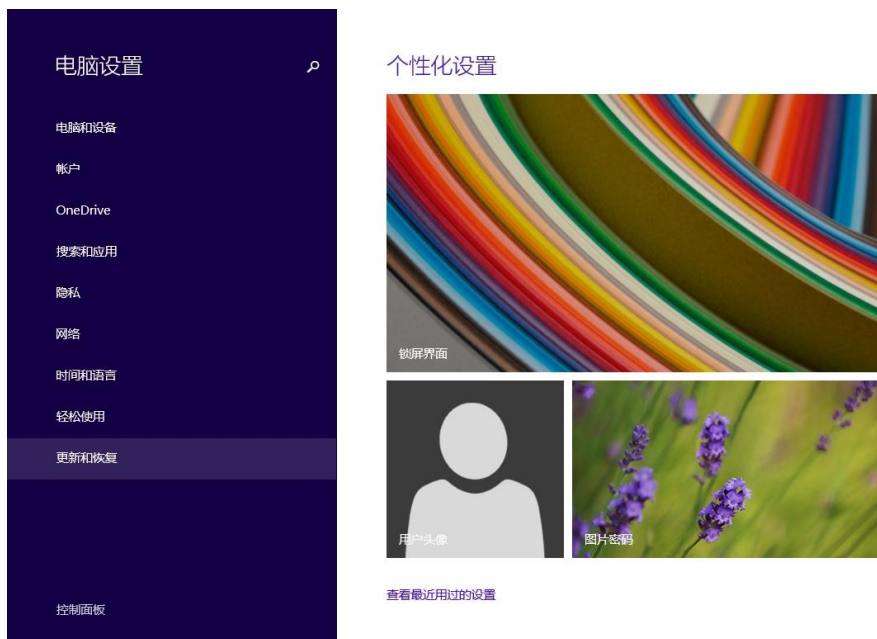 电脑设置
电脑和设备
帐户
OneDrive
搜索和应用
隐私
网络
时间和语言
轻松使用
更新和恢复
控制面板
个性化设置
锁屏界面
用户头像
图片密码
查看最近用过的设置